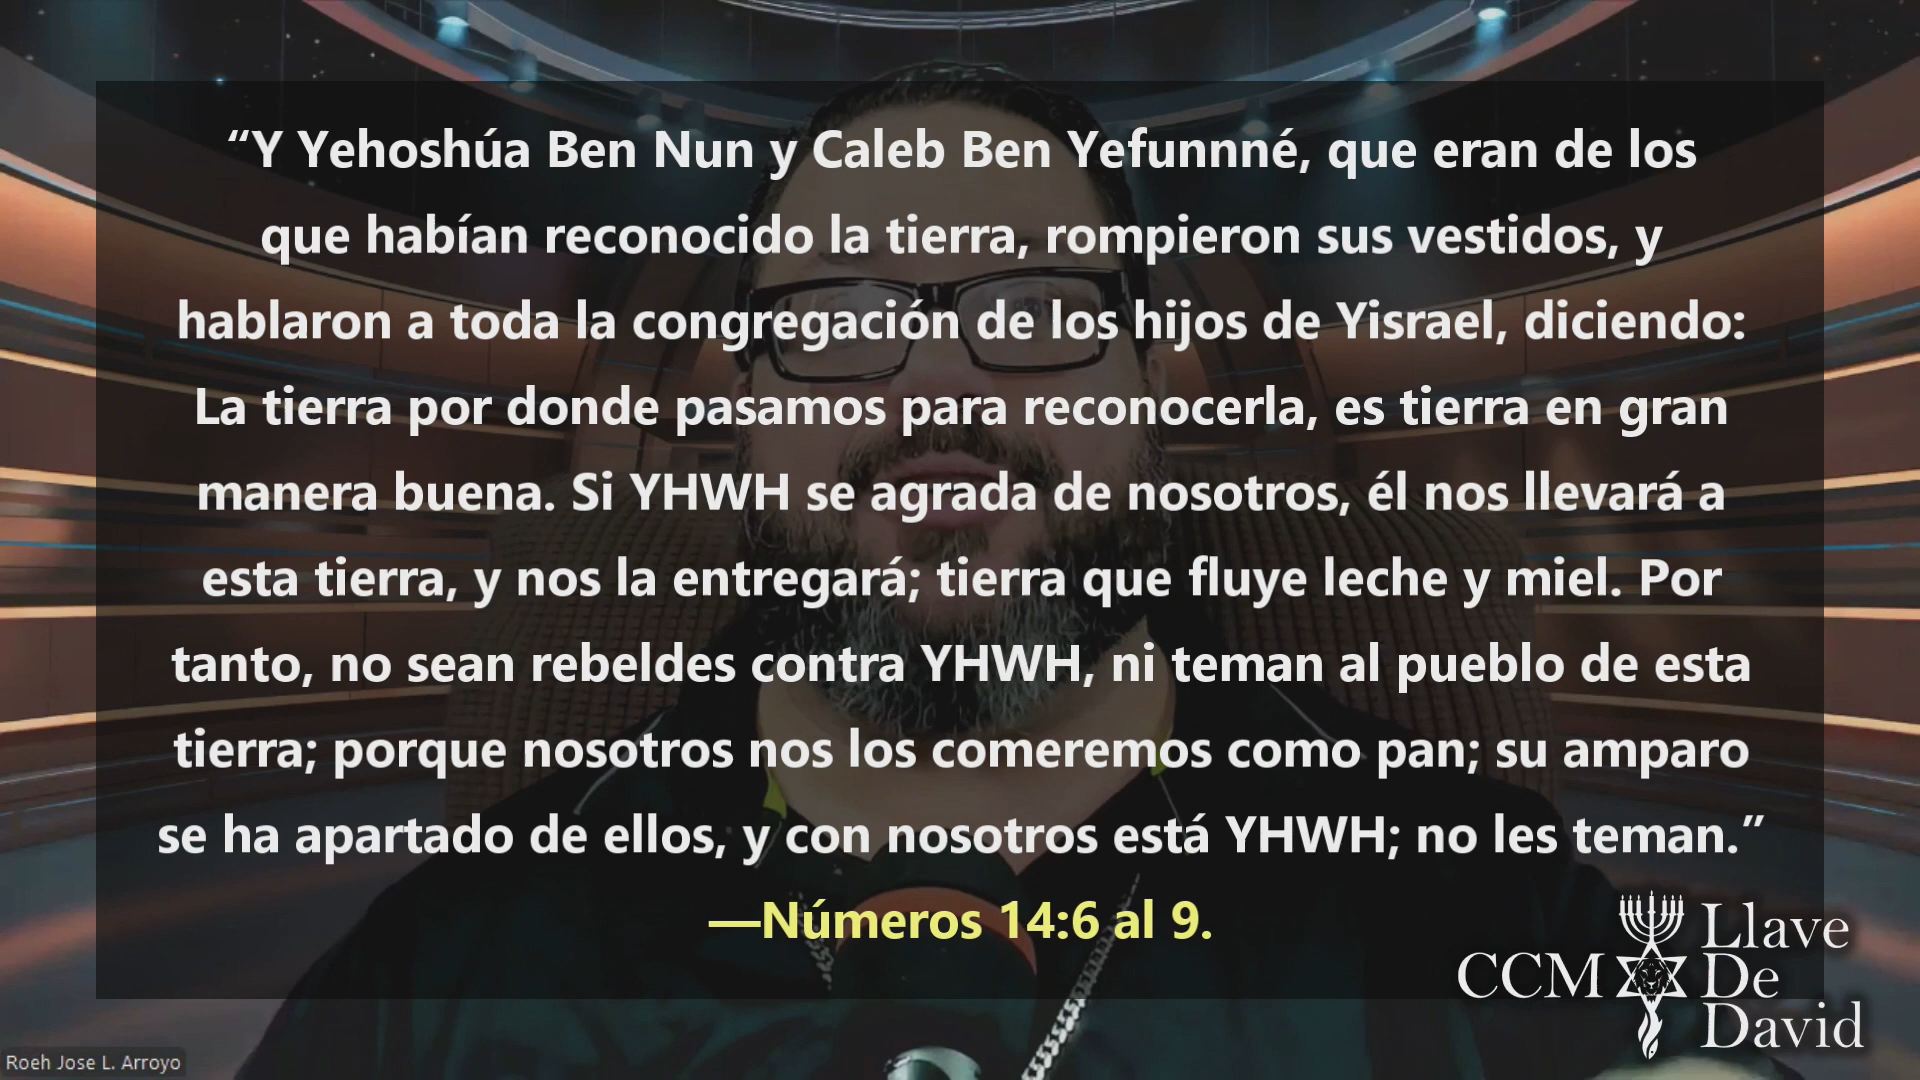 “Y Yehoshúa Ben Nun y Caleb Ben Yefunnné, que eran de los
que habían reconocido la tierra, rompieron sus vestidos, y
hablaron a toda la congregación de los hijos de Yisrael, diciendo:
La tierra por donde pasamos para reconocerla, es tierra en gran
manera buena. Si YHWH se agrada de nosotros, él nos llevará a
esta tierra, y nos la entregará; tierra que fluye leche y miel. Por
tanto, no sean rebeldes contra YHWH, ni teman al pueblo de esta
tierra; porque nosotros nos los comeremos como pan; su amparo
se ha apartado de ellos, y con nosotros está YHWH; no les teman.”
—Números 14:6 al 9.
CCM
Llave
De
David
Roeh Jose L. Arroyo